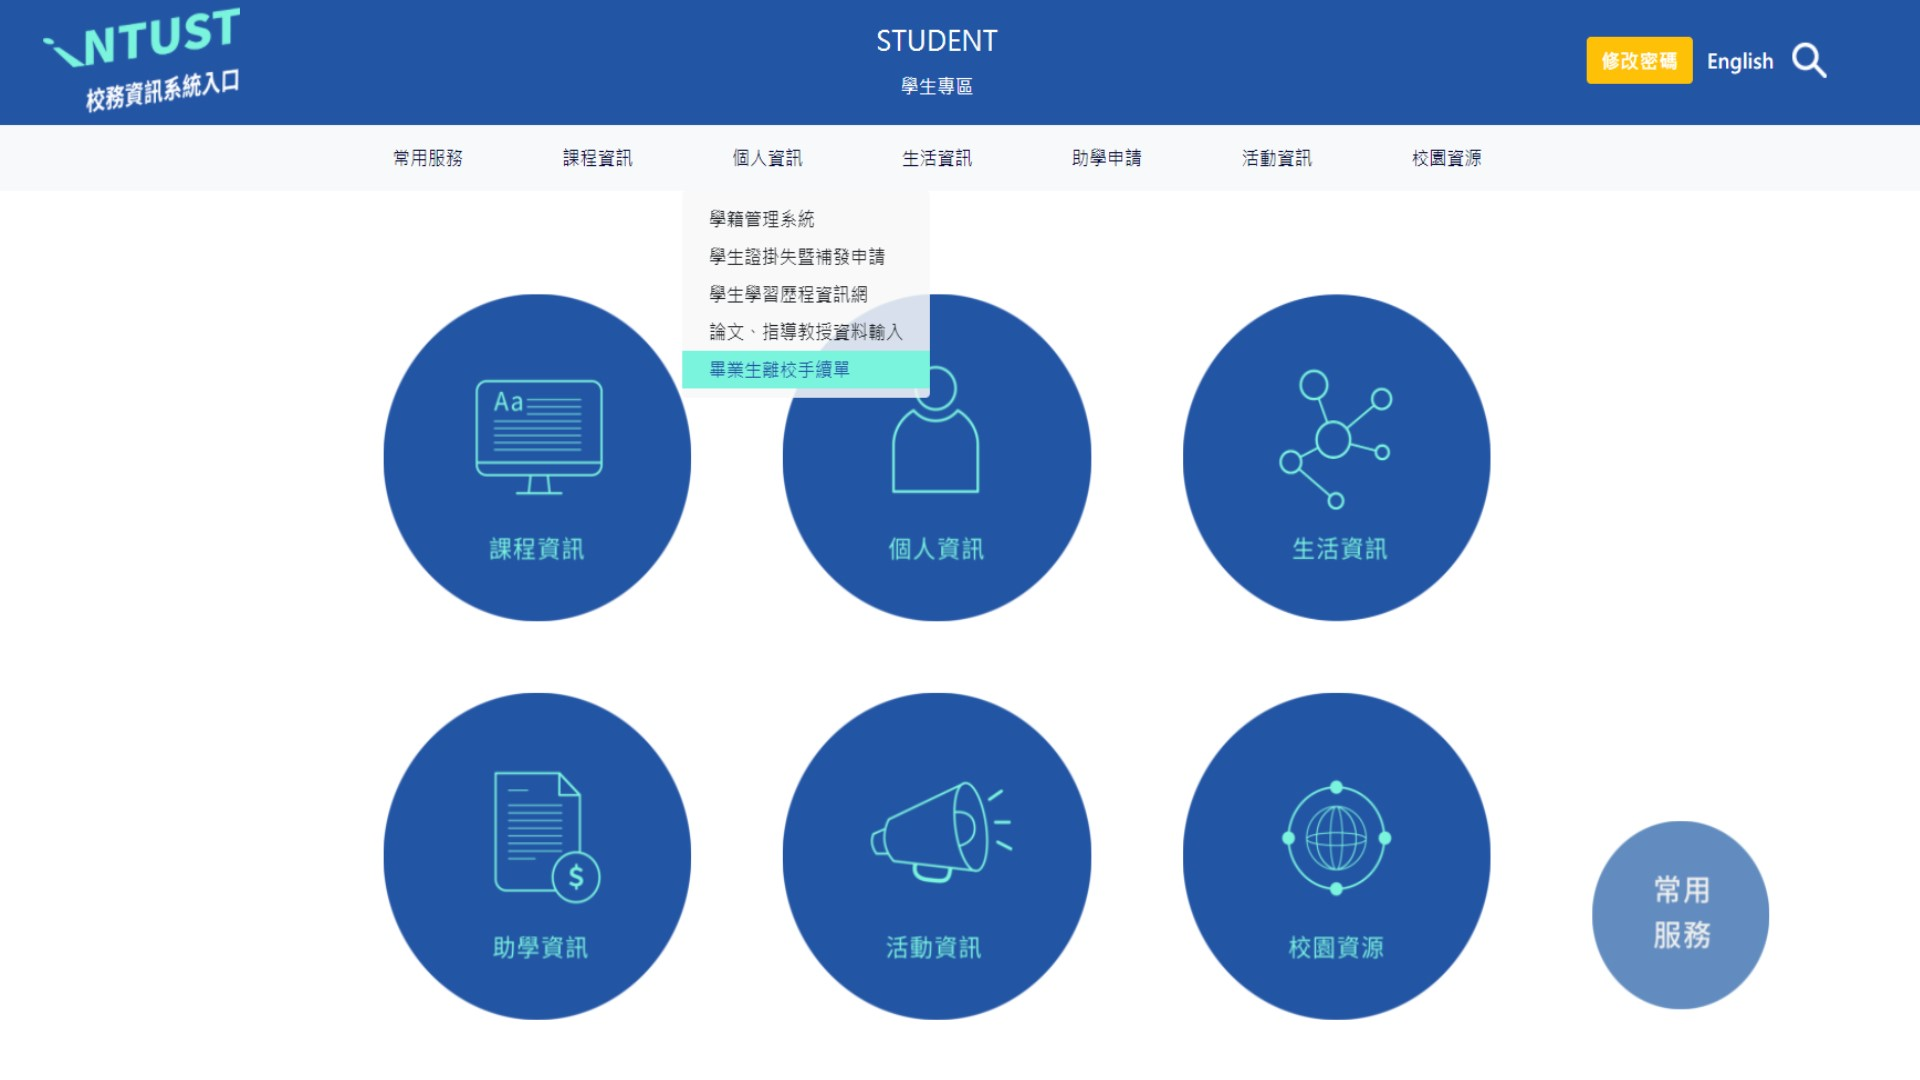 NTUST
校務資訊系統入口
STUDENT
學生專區
修改密碼
English
常用服務
課程資訊
個人資訊
生活資訊
助學申請
活動資訊
校園資源
學籍管理系統
學生證掛失暨補發申請
學生學習歷程資訊網
論文、指導教授資料輸入
畢業生離校手續單
Aa
課程資訊
個人資訊
生活資訊
$
助學資訊
活動資訊
校園資源
常用
服務